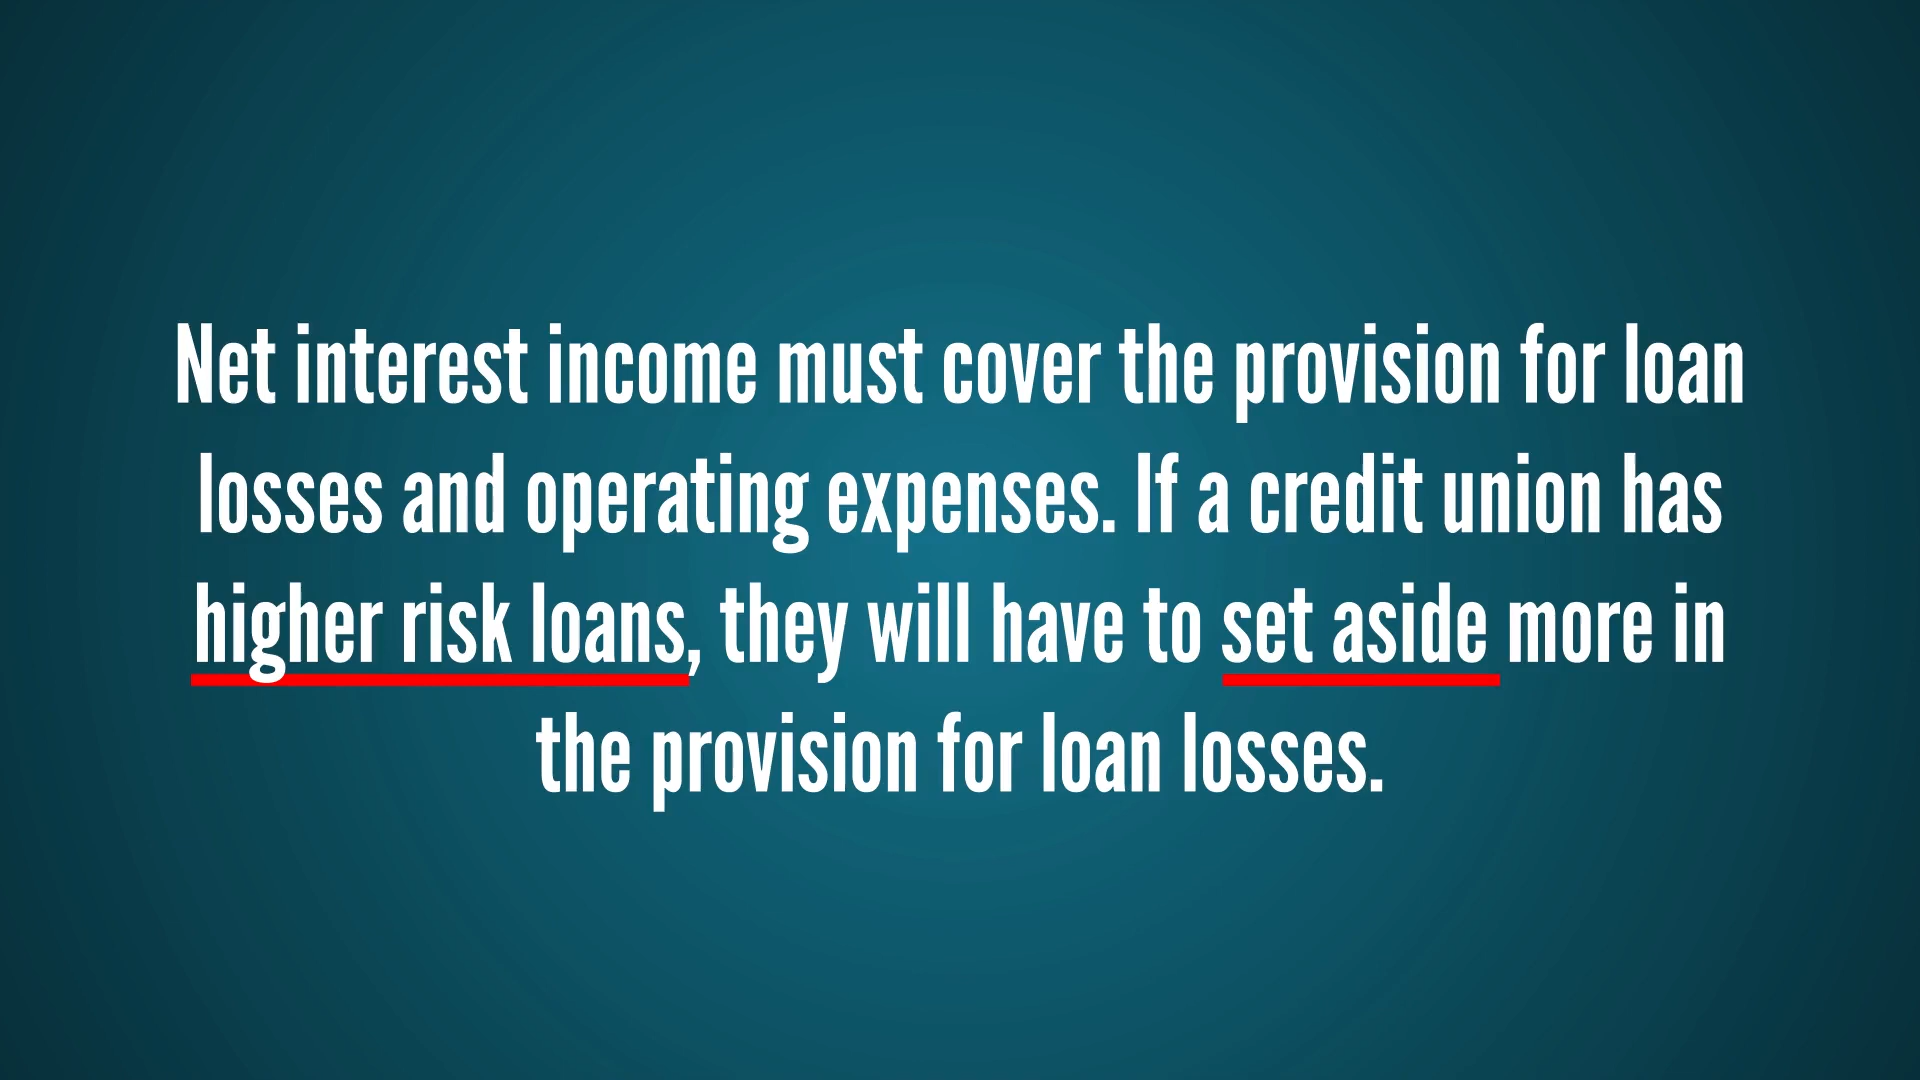 Net interest income must cover the provision for loan
losses and operating expenses. If a credit union has
higher risk loans, they will have to set aside more in
the provision for loan losses.